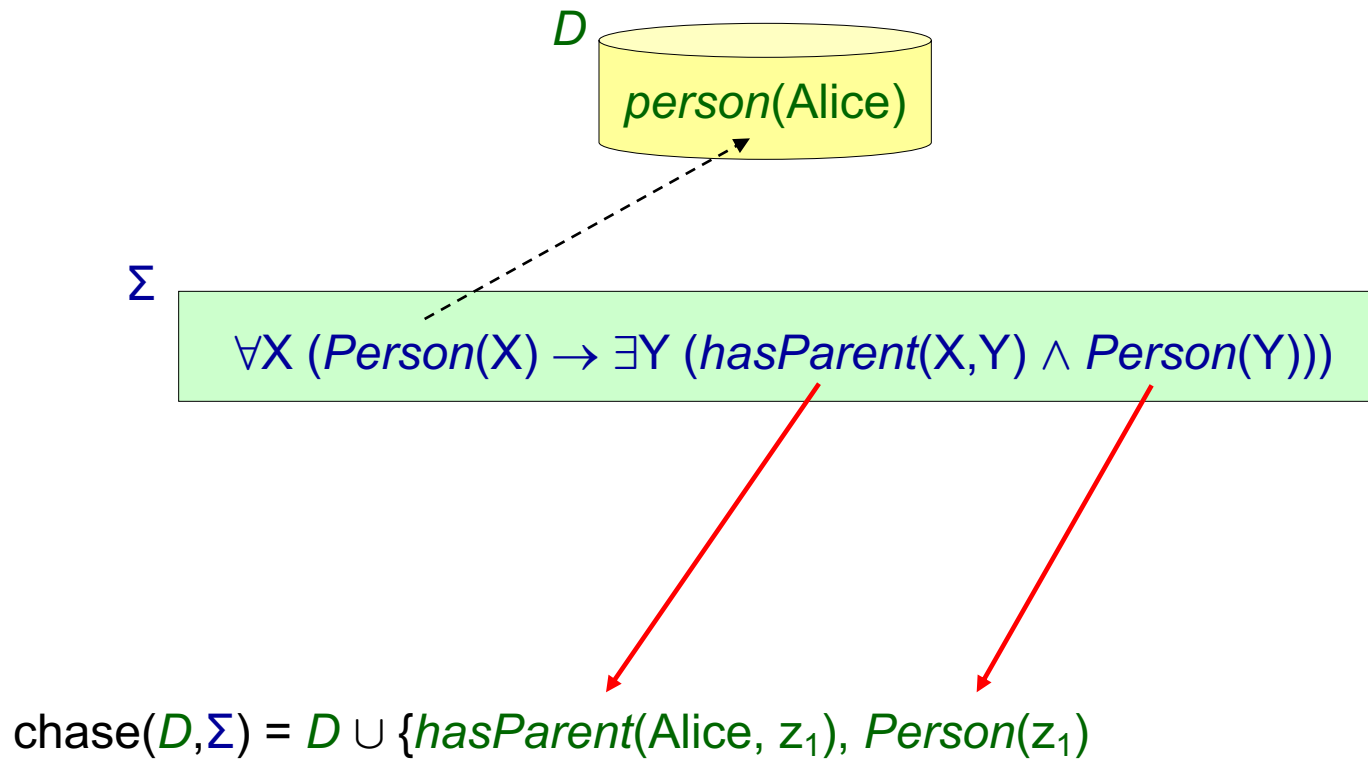 D
person(Alice)
Σ
∀X (Person(X) → ∃Y (hasParent(X,Y) ∧ Person(Y)))
chase(D,Σ) = D ∪ {hasParent(Alice, z₁), Person(z₁)